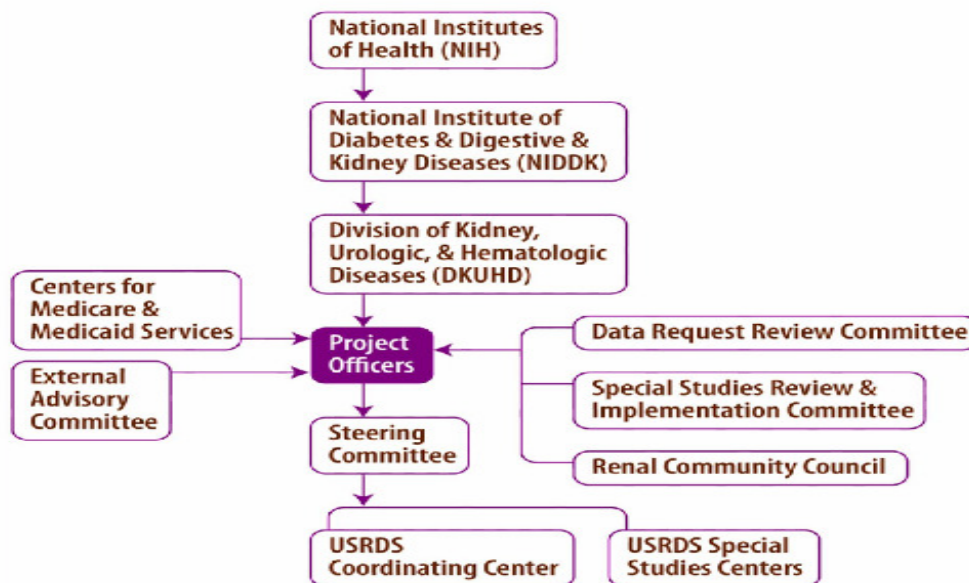 National Institutes
of Health (NIH)
National Institute of
Diabetes & Digestive &
Kidney Diseases (NIDDK)
Division of Kidney,
Urologic, & Hematologic
Diseases (DKUHD)
Centers for
Medicare &
Medicaid Services
External
Advisory
Committee
Project
Officers
Data Request Review Committee
Special Studies Review &
Implementation Committee
Renal Community Council
Steering
Committee
USRDS
Coordinating Center
USRDS Special
Studies Centers